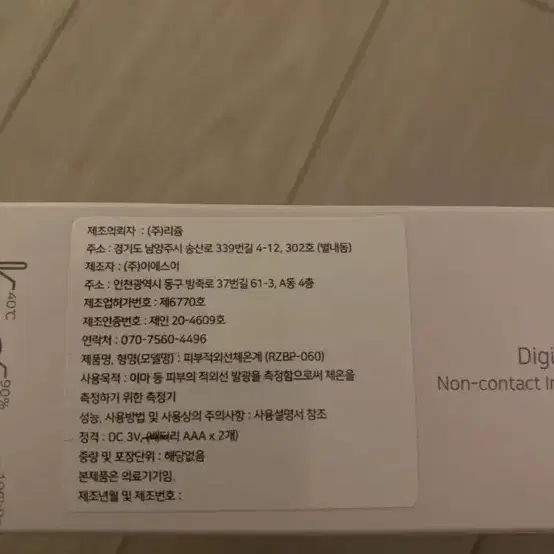 제조의뢰자 : (주)리쥼
주소 : 경기도 남양주시 송산로 339번길 4-12, 302호 (별내동)
제조자 : (주)이에스이
주소 : 인천광역시 동구 방축로 37번길 61-3, A동 4층
제조업허가번호 : 제6770호
제조인증번호 : 제인 20-4609호
연락처 : 070-7560-4496
제품명, 형명(모델명) : 피부적외선체온계 (RZBP-060)
사용목적 : 이마 등 피부의 적외선 발광을 측정함으로써 체온을
측정하기 위한 측정기
성능, 사용방법 및 사용상의 주의사항 : 사용설명서 참조
정격 : DC 3V, (배터리 AAA x 2개)
중량 및 포장단위 : 해당없음
본제품은 의료기기임.
제조년월 및 제조번호 :
Digi
Non-contact In
40℃
90%